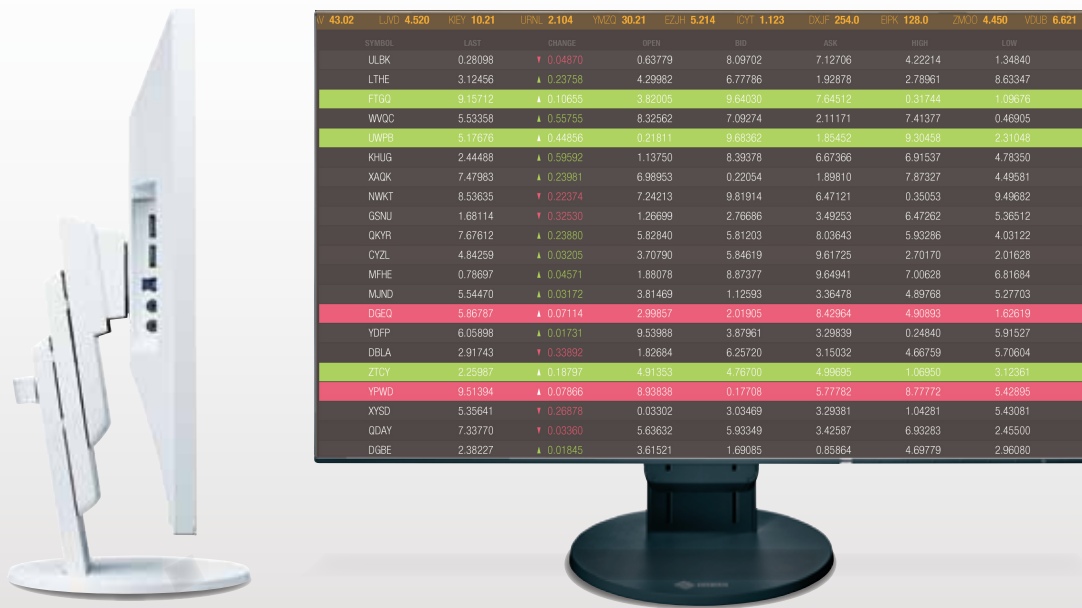 43.02 LJVD 4.520 KIEY 10.21 URNL 2.104 YMZQ 30.21 EZJH 5.214 ICYT 1.123 DXJF 254.0 EIPK 128.0 ZMOO 4.450 VDUB 6.621
SYMBOL LAST CHANGE OPEN BID ASK HIGH LOW
ULBK 0.28098 ▼ 0.04870 0.63779 8.09702 7.12706 4.22214 1.34840
LTHE 3.12456 ▲ 0.23758 4.29982 6.77786 1.92878 2.78961 8.63347
FTGQ 9.15712 ▲ 0.10655 3.82005 9.64030 7.64512 0.31744 1.09676
WVQC 5.53358 ▲ 0.55755 8.32562 7.09274 2.11171 7.41377 0.46905
UWPB 5.17676 ▲ 0.44856 0.21811 9.68362 1.85452 9.30458 2.31048
KHUG 2.44488 ▲ 0.59592 1.13750 8.39378 6.67366 6.91537 4.78350
XAQK 7.47983 ▲ 0.23981 6.98953 0.22054 1.89810 7.87327 4.49581
NWKT 8.53635 ▼ 0.22374 7.24213 9.81914 6.47121 0.35053 9.49682
GSNU 1.68114 ▼ 0.32530 1.26699 2.76686 3.49253 6.47262 5.36512
QKYR 7.67612 ▲ 0.23880 5.82840 5.81203 8.03643 5.93286 4.03122
CYZL 4.84259 ▲ 0.03205 3.70790 5.84619 9.61725 2.70170 2.01628
MFHE 0.78697 ▲ 0.04571 1.88078 8.87377 9.64941 7.00628 6.81684
MJND 5.54470 ▲ 0.03172 3.81469 1.12593 3.36478 4.89768 5.27703
DGEQ 5.86787 ▲ 0.07114 2.99857 2.01905 8.42964 4.90893 1.62619
YDFP 6.05898 ▲ 0.01731 9.53988 3.87961 3.29839 0.24840 5.91527
DBLA 2.91743 ▼ 0.33892 1.82684 6.25720 3.15032 4.66759 5.70604
ZTCY 2.25987 ▲ 0.18797 4.91353 4.76700 4.99695 1.06950 3.12361
YPWD 9.51394 ▲ 0.07866 8.93838 0.17708 5.77782 8.77772 5.42895
XYSD 5.35641 ▼ 0.26878 0.03302 3.03469 3.29381 1.04281 5.43081
QDAY 7.33770 ▼ 0.03360 5.63632 5.93349 3.42587 6.93283 2.45500
DGBE 2.38227 ▲ 0.01845 3.61521 1.69085 0.85864 4.69779 2.96080